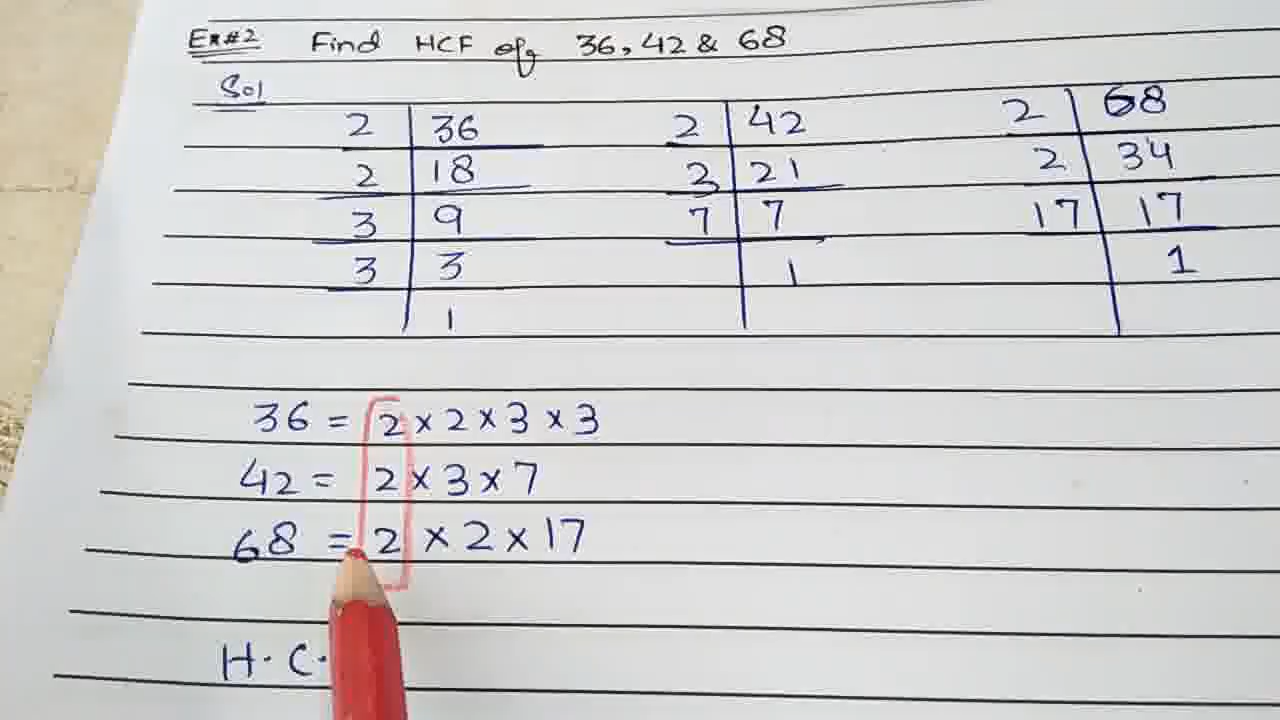 Ex#2 Find HCF of 36, 42 & 68
Sol
2 | 36 2 | 42 2 | 68
2 | 18 3 | 21 2 | 34
3 | 9 7 | 7 17 | 17
3 | 3 1 1
1
36 = 2 × 2 × 3 × 3
42 = 2 × 3 × 7
68 = 2 × 2 × 17
H. C.